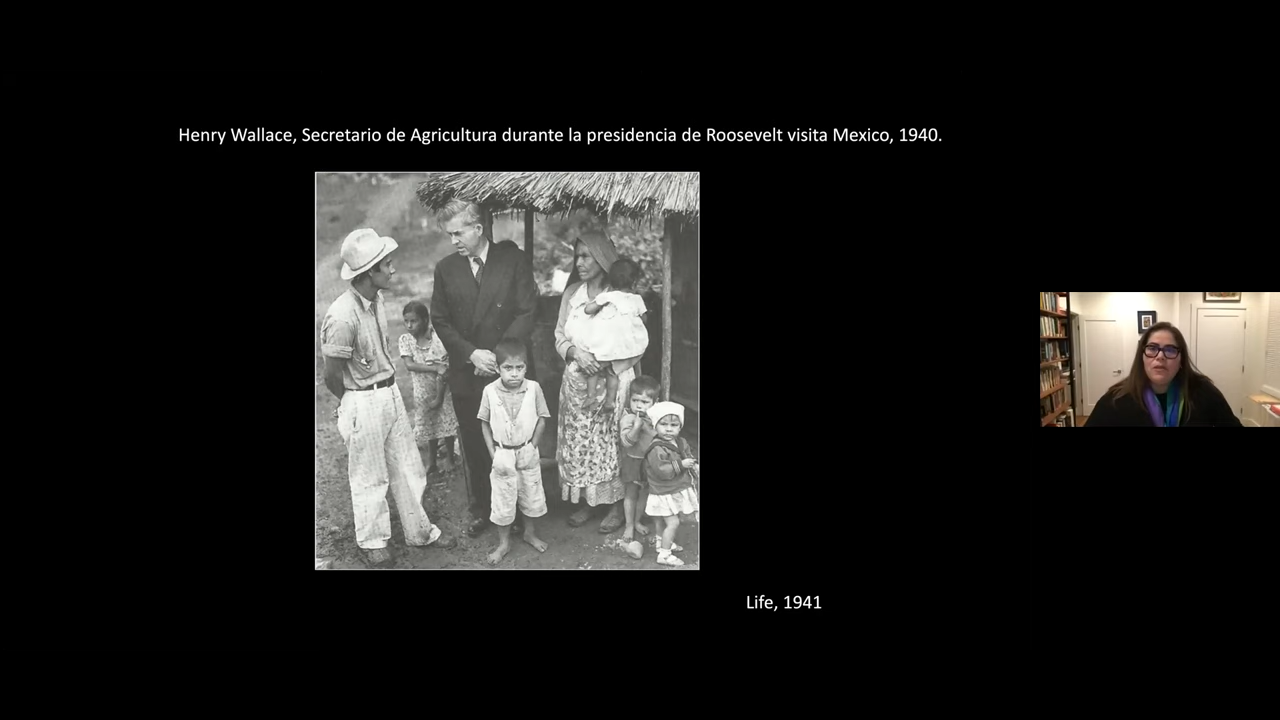 Henry Wallace, Secretario de Agricultura durante la presidencia de Roosevelt visita Mexico, 1940.
Life, 1941